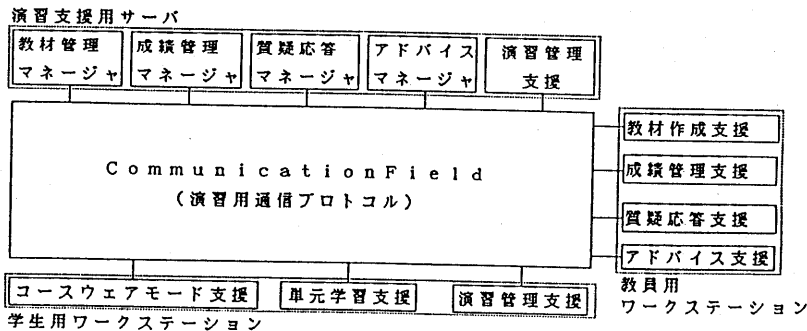 演習支援用サーバ
教材管理
マネージャ
成績管理
マネージャ
質疑応答
マネージャ
アドバイス
マネージャ
演習管理
支援
CommunicationField
(演習用通信プロトコル)
教材作成支援
成績管理支援
質疑応答支援
アドバイス支援
教員用
ワークステーション
コースウェアモード支援
単元学習支援
演習管理支援
学生用ワークステーション